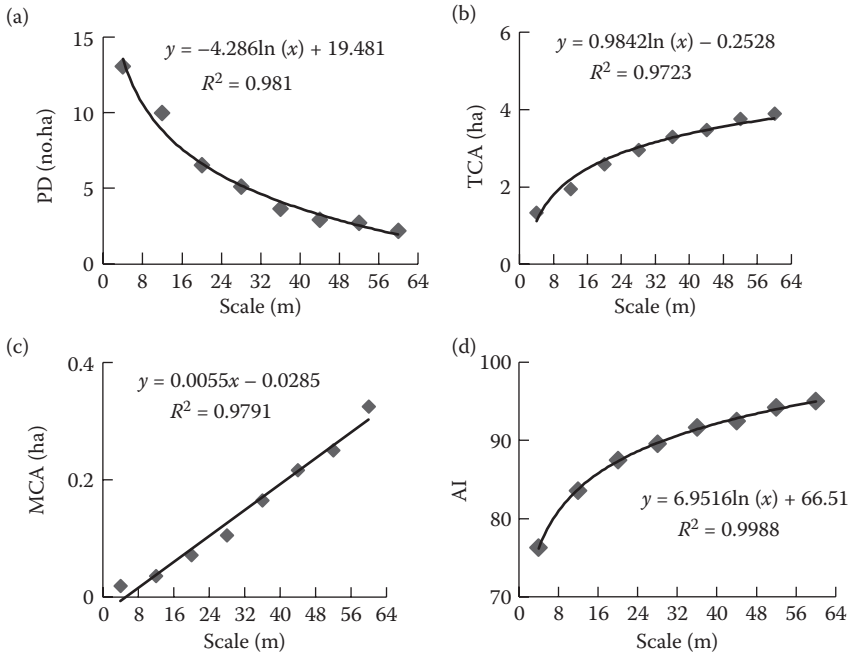 (a)
15
10
5
0
PD (no.ha)
y = −4.286ln (x) + 19.481
R² = 0.981
0 8 16 24 32 40 48 56 64
Scale (m)
(b)
6
4
2
0
TCA (ha)
y = 0.9842ln (x) − 0.2528
R² = 0.9723
0 8 16 24 32 40 48 56 64
Scale (m)
(c)
0.4
0.2
0
MCA (ha)
y = 0.0055x − 0.0285
R² = 0.9791
0 8 16 24 32 40 48 56 64
Scale (m)
(d)
100
90
80
70
AI
y = 6.9516ln (x) + 66.51
R² = 0.9988
0 8 16 24 32 40 48 56 64
Scale (m)